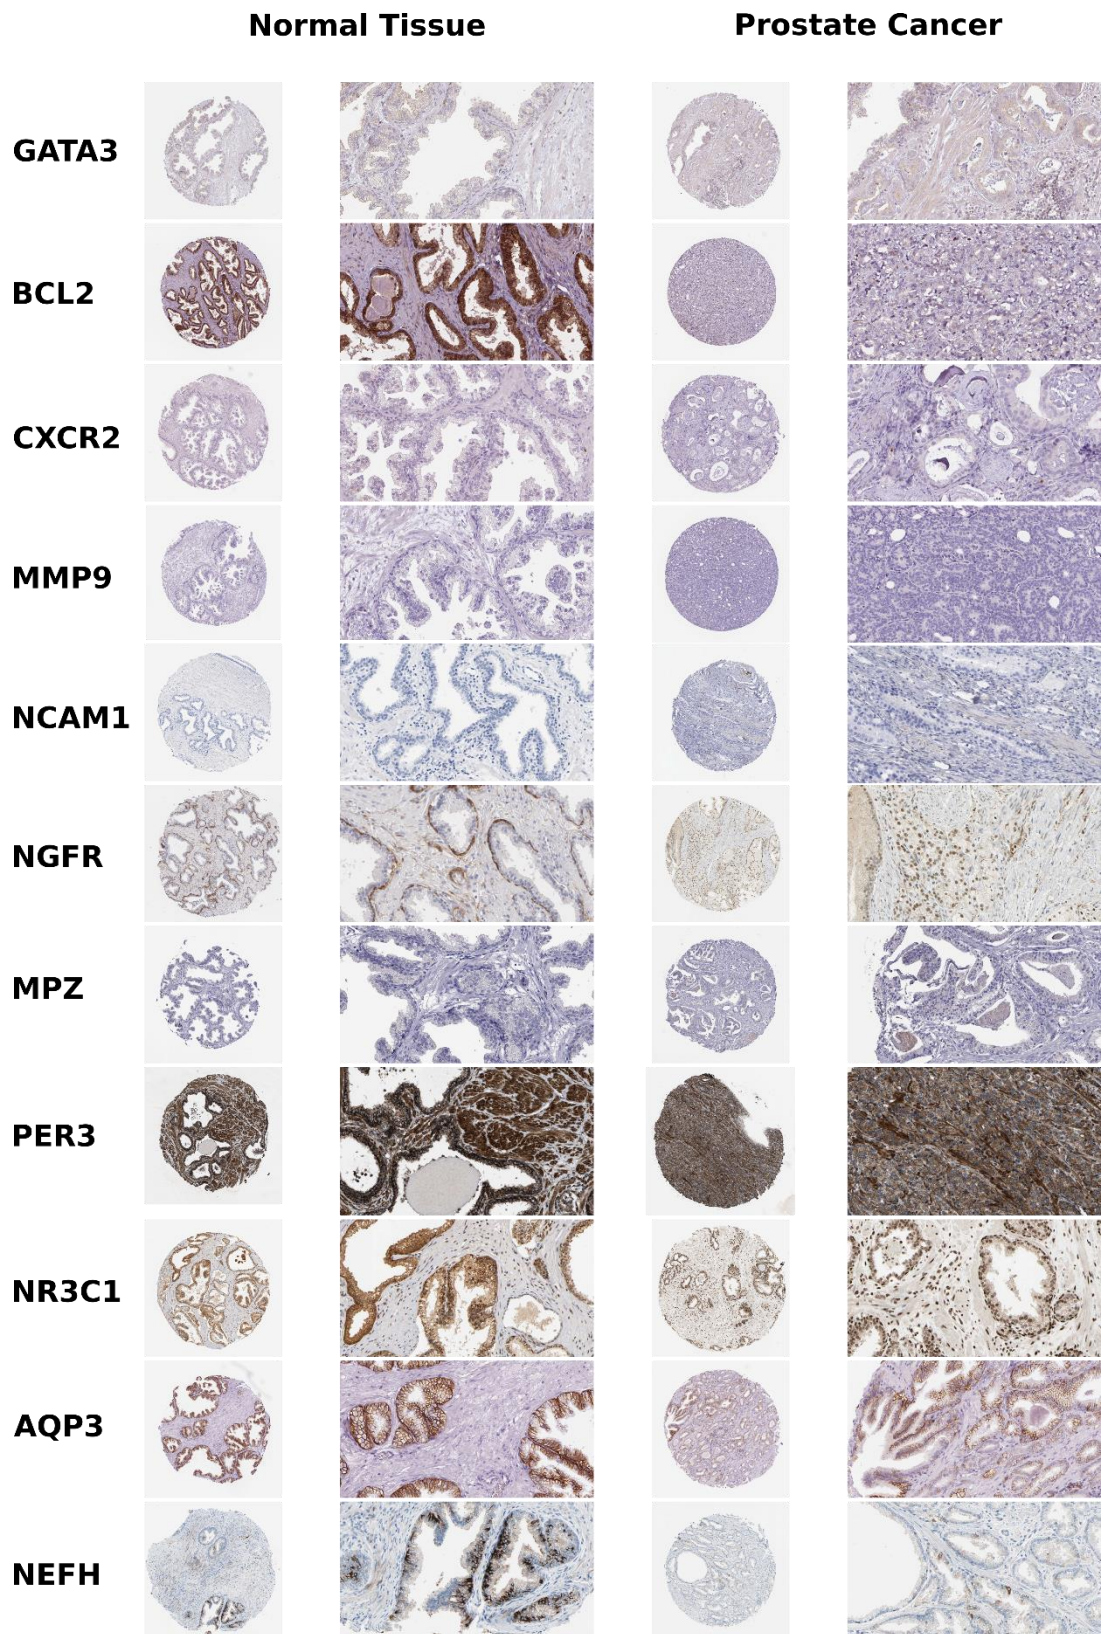 Normal Tissue Prostate Cancer
GATA3
BCL2
CXCR2
MMP9
NCAM1
NGFR
MPZ
PER3
NR3C1
AQP3
NEFH